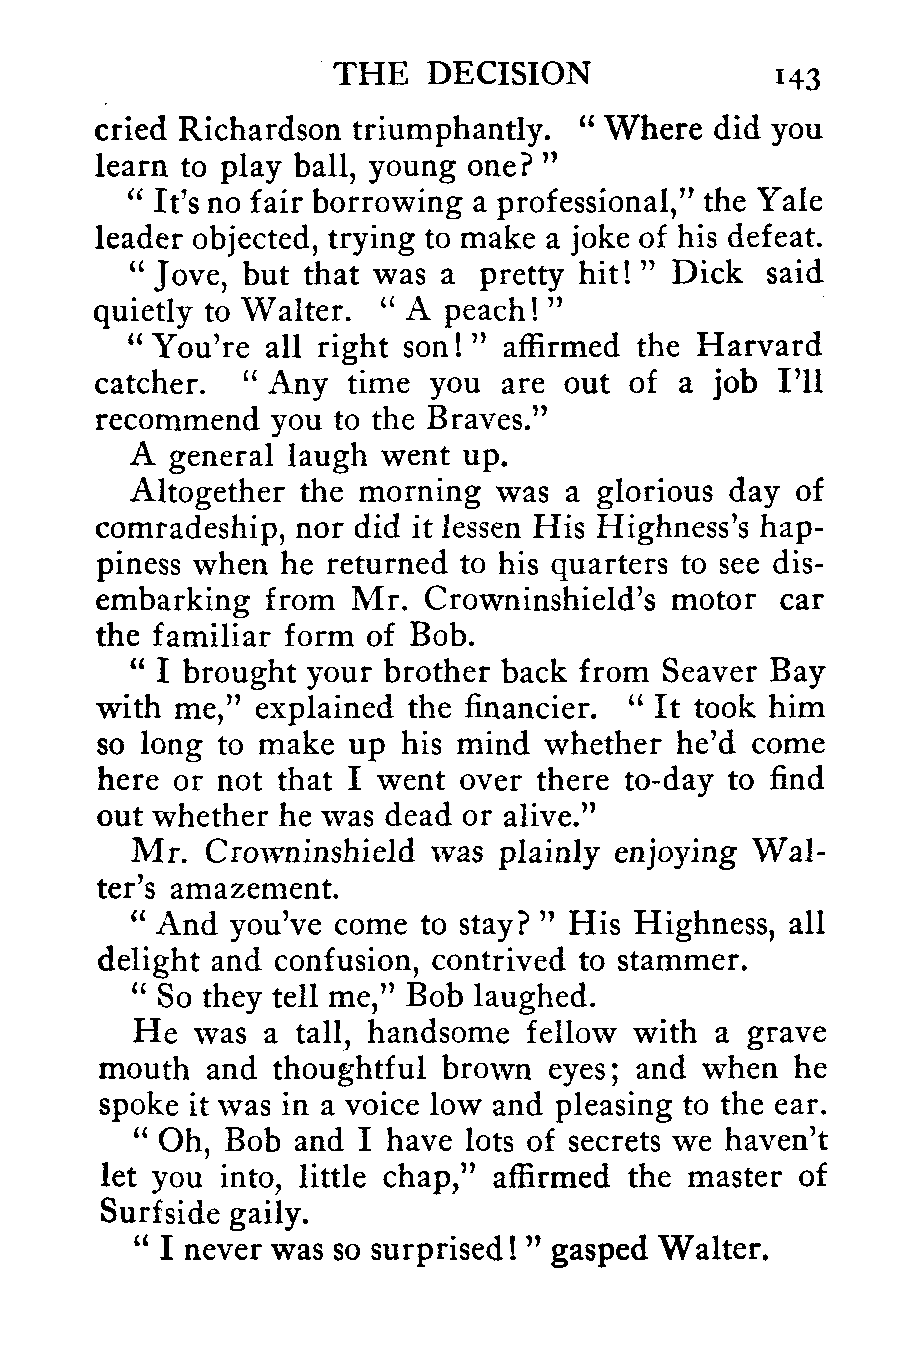 THE DECISION 143
cried Richardson triumphantly. “ Where did you
learn to play ball, young one? ”
“ It’s no fair borrowing a professional,” the Yale
leader objected, trying to make a joke of his defeat.
“ Jove, but that was a pretty hit! ” Dick said
quietly to Walter. “ A peach! ”
“ You’re all right son! ” affirmed the Harvard
catcher. “ Any time you are out of a job I’ll
recommend you to the Braves.”
A general laugh went up.
Altogether the morning was a glorious day of
comradeship, nor did it lessen His Highness’s hap-
piness when he returned to his quarters to see dis-
embarking from Mr. Crowninshield’s motor car
the familiar form of Bob.
“ I brought your brother back from Seaver Bay
with me,” explained the financier. “ It took him
so long to make up his mind whether he’d come
here or not that I went over there to-day to find
out whether he was dead or alive.”
Mr. Crowninshield was plainly enjoying Wal-
ter’s amazement.
“ And you’ve come to stay? ” His Highness, all
delight and confusion, contrived to stammer.
“ So they tell me,” Bob laughed.
He was a tall, handsome fellow with a grave
mouth and thoughtful brown eyes; and when he
spoke it was in a voice low and pleasing to the ear.
“ Oh, Bob and I have lots of secrets we haven’t
let you into, little chap,” affirmed the master of
Surfside gaily.
“ I never was so surprised! ” gasped Walter.